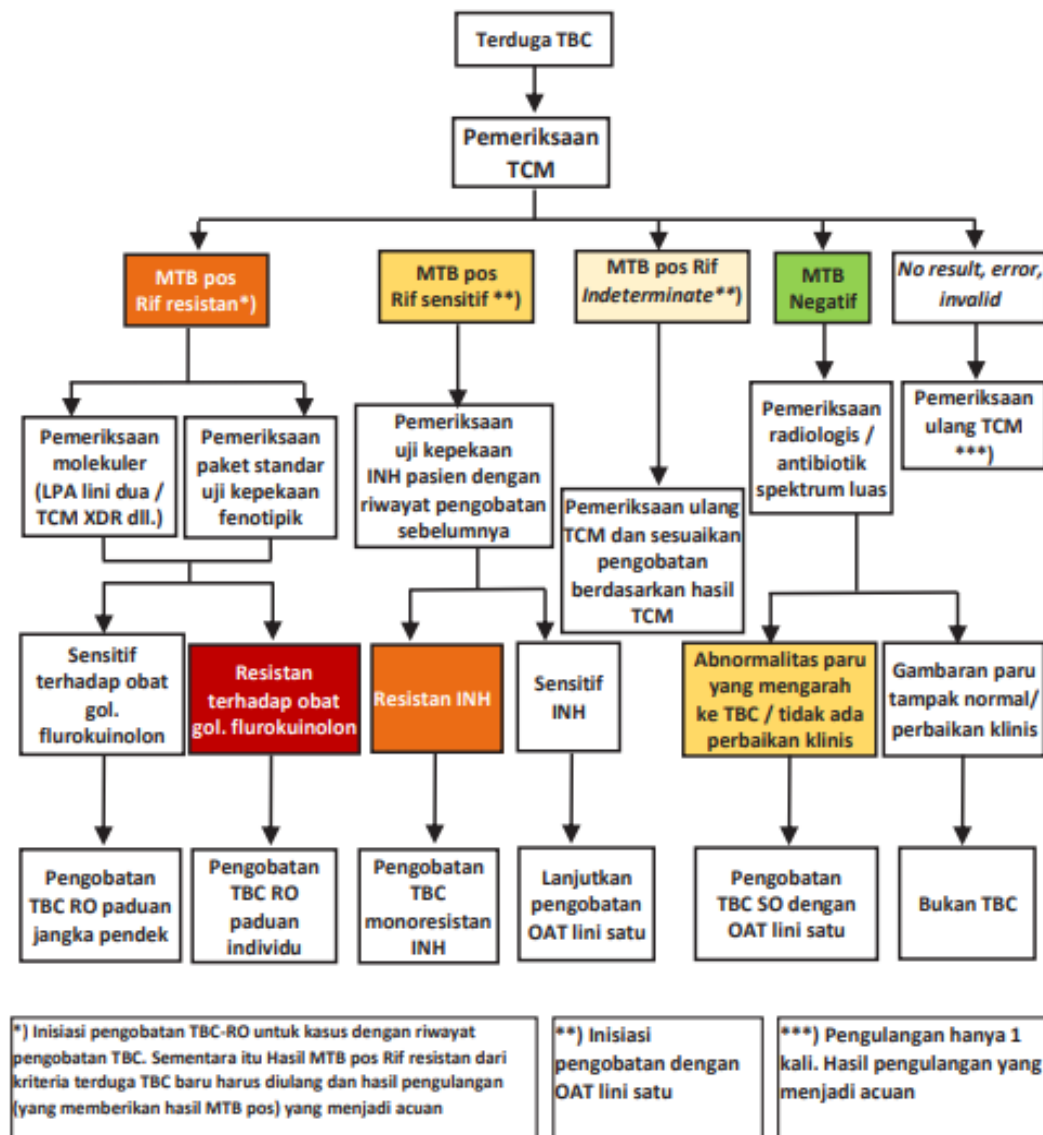 Terduga TBC
Pemeriksaan
TCM
MTB pos
Rif resistan*)
MTB pos
Rif sensitif **)
MTB pos Rif
Indeterminate**)
MTB
Negatif
No result, error,
invalid
Pemeriksaan
molekuler
(LPA lini dua /
TCM XDR dll.)
Pemeriksaan
paket standar
uji kepekaan
fenotipik
Pemeriksaan
uji kepekaan
INH pasien dengan
riwayat pengobatan
sebelumnya
Pemeriksaan ulang
TCM dan sesuaikan
pengobatan
berdasarkan hasil
TCM
Pemeriksaan
radiologis /
antibiotik
spektrum luas
Pemeriksaan
ulang TCM
***)
Sensitif
terhadap obat
gol. flurokuinolon
Resistan
terhadap obat
gol. flurokuinolon
Resistan INH
Sensitif
INH
Abnormalitas paru
yang mengarah
ke TBC / tidak ada
perbaikan klinis
Gambaran paru
tampak normal/
perbaikan klinis
Pengobatan
TBC RO paduan
jangka pendek
Pengobatan
TBC RO
paduan
individu
Pengobatan
TBC
monoresistan
INH
Lanjutkan
pengobatan
OAT lini satu
Pengobatan
TBC SO dengan
OAT lini satu
Bukan TBC
*) Inisiasi pengobatan TBC-RO untuk kasus dengan riwayat
pengobatan TBC. Sementara itu Hasil MTB pos Rif resistan dari
kriteria terduga TBC baru harus diulang dan hasil pengulangan
(yang memberikan hasil MTB pos) yang menjadi acuan
**) Inisiasi
pengobatan dengan
OAT lini satu
***) Pengulangan hanya 1
kali. Hasil pengulangan yang
menjadi acuan